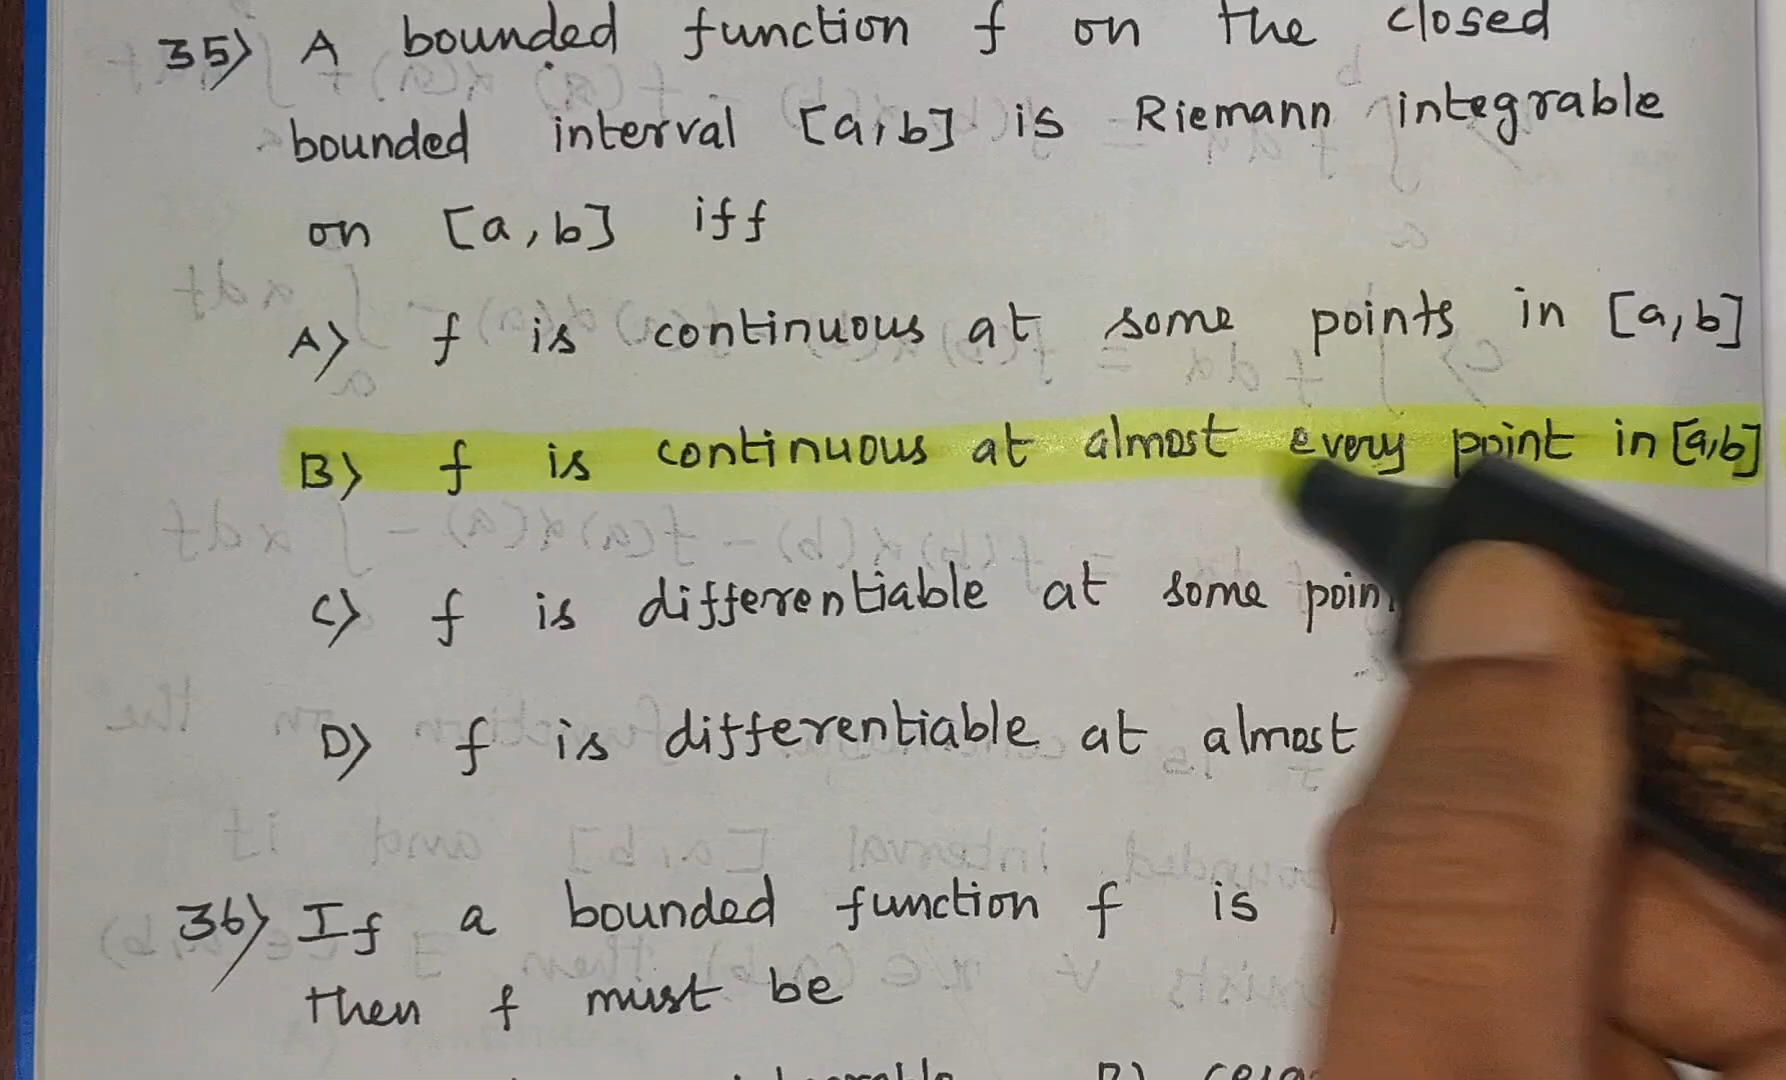 35) A bounded function f on the closed
bounded interval [a,b] is Riemann integrable
on [a,b] iff
A) f is continuous at some points in [a,b]
B) f is continuous at almost every point in [a,b]
C) f is differentiable at some
D) f is differentiable at almost
36) If a bounded function f is
then f must be